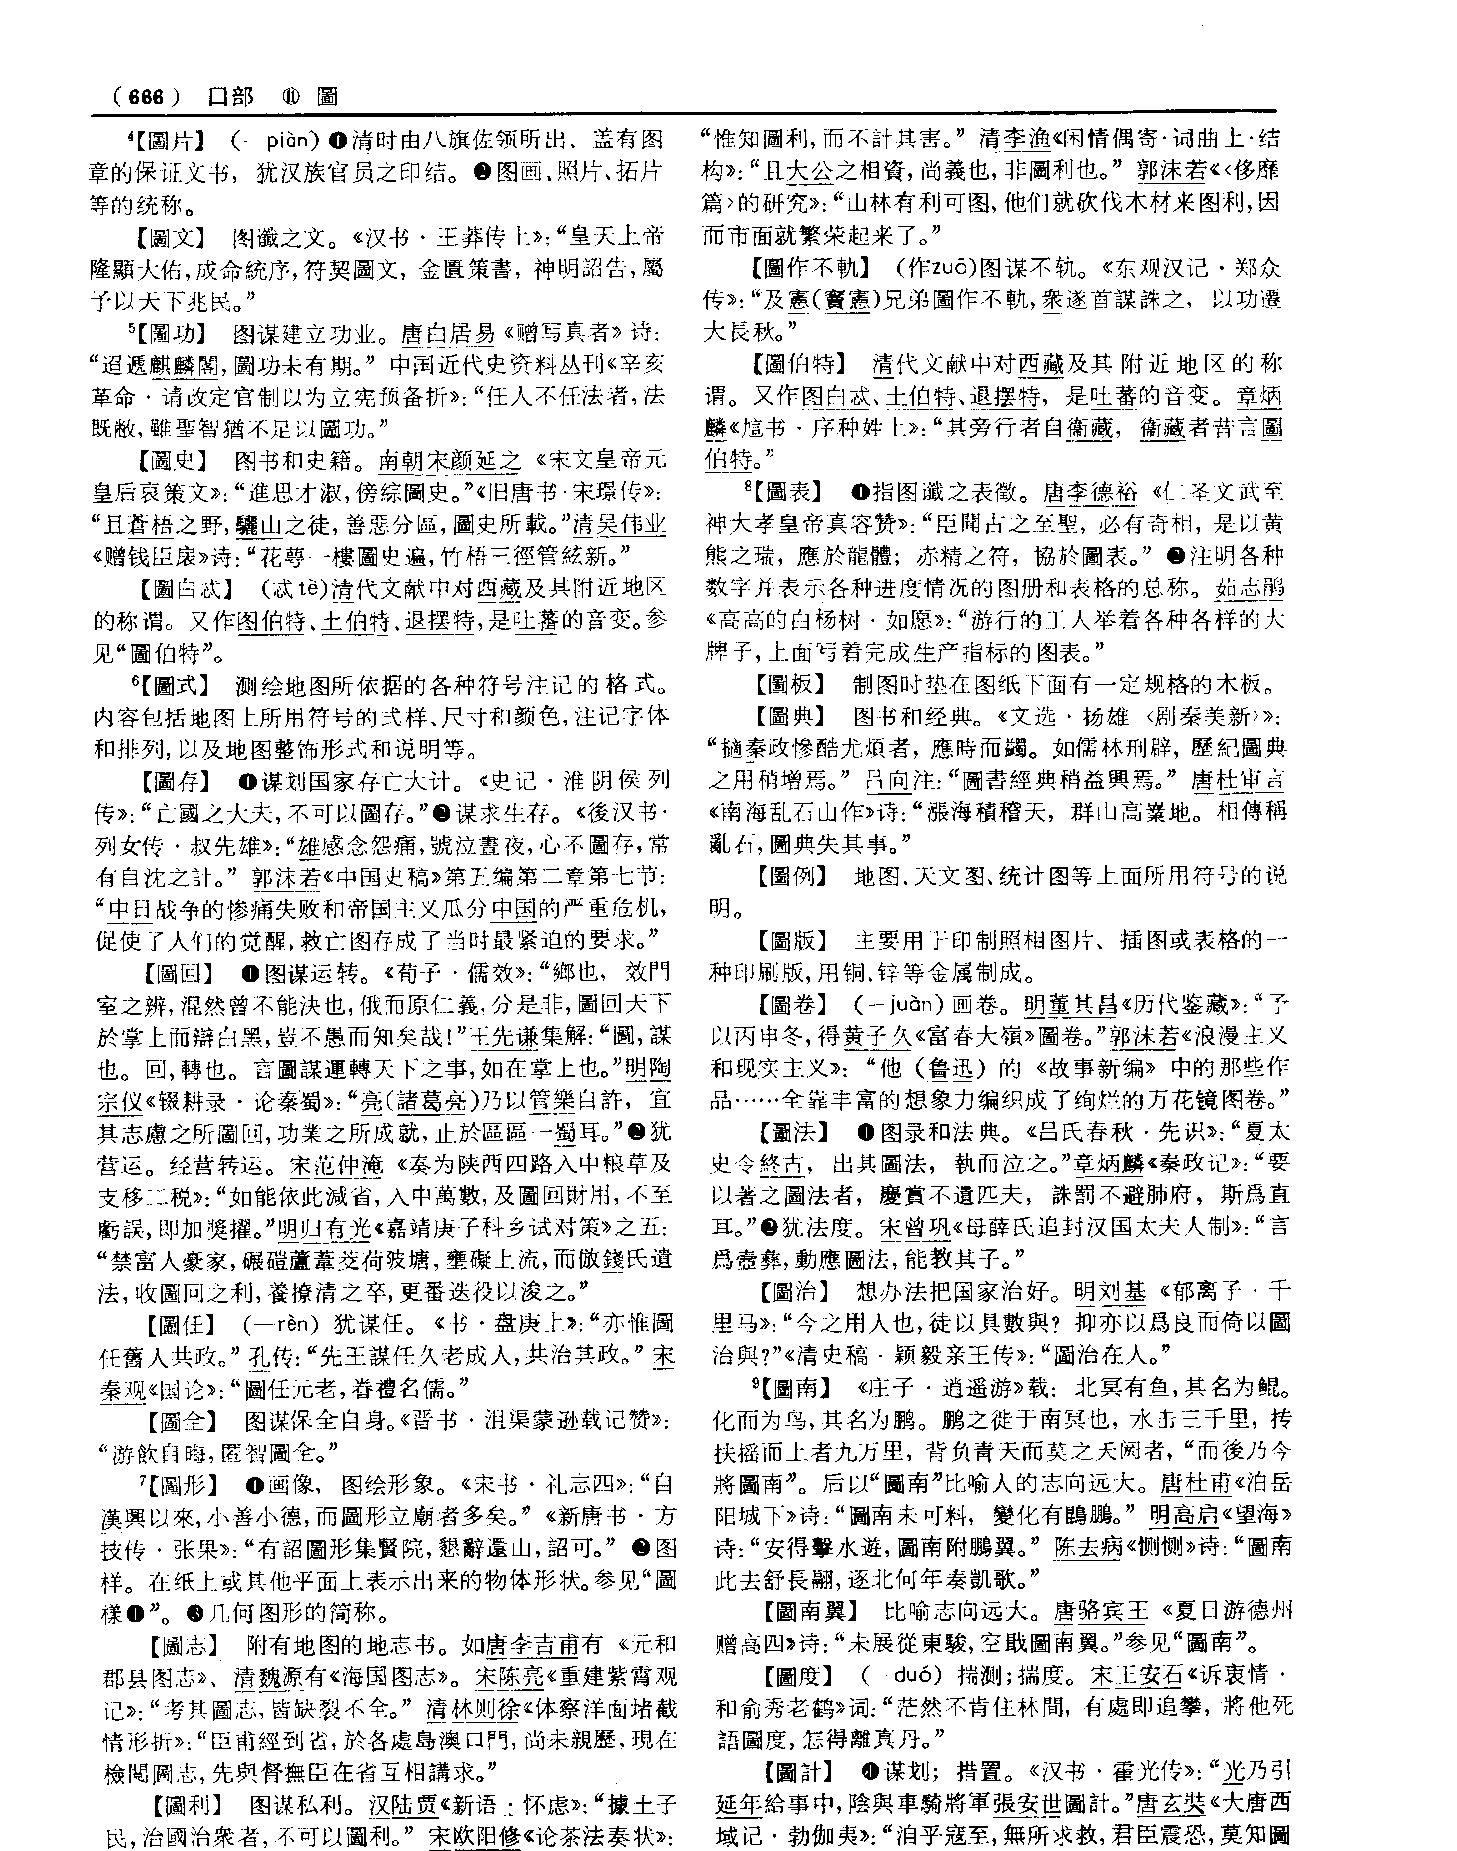 （666） 口部 ⑪ 圖
⁴【圖片】 （- piàn）❶清时由八旗佐领所出、盖有图
章的保证文书，犹汉族官员之印结。❷图画、照片、拓片
等的统称。
【圖文】 图谶之文。《汉书·王莽传上》：“皇天上帝
隆顯大佑，成命統序，符契圖文，金匱策書，神明詔告，屬
予以天下兆民。”
⁵【圖功】 图谋建立功业。唐白居易《赠写真者》诗：
“迢遞麒麟閣，圖功未有期。”中国近代史资料丛刊《辛亥
革命·请改定官制以为立宪预备折》：“任人不任法者，法
既敝，雖聖智猶不足以圖功。”
【圖史】 图书和史籍。南朝宋颜延之《宋文皇帝元
皇后哀策文》：“進思才淑，傍綜圖史。”《旧唐书·宋璟传》：
“且蒼梧之野，驪山之徒，善惡分區，圖史所載。”清吴伟业
《赠钱臣扆》诗：“花萼一樓圖史遍，竹梧三徑管絃新。”
【圖白忒】 （忒tè）清代文献中对西藏及其附近地区
的称谓。又作图伯特、土伯特、退摆特，是吐蕃的音变。参
见“圖伯特”。
⁶【圖式】 测绘地图所依据的各种符号注记的格式。
内容包括地图上所用符号的式样、尺寸和颜色，注记字体
和排列，以及地图整饰形式和说明等。
【圖存】 ❶谋划国家存亡大计。《史记·淮阴侯列
传》：“亡國之大夫，不可以圖存。”❷谋求生存。《後汉书·
列女传·叔先雄》：“雄感念怨痛，號泣晝夜，心不圖存，常
有自沈之計。”郭沫若《中国史稿》第五编第二章第七节：
“中日战争的惨痛失败和帝国主义瓜分中国的严重危机，
促使了人们的觉醒，救亡图存成了当时最紧迫的要求。”
【圖回】 ❶图谋运转。《荀子·儒效》：“鄉也，效門
室之辨，混然曾不能決也，俄而原仁義，分是非，圖回天下
於掌上而辯白黑，豈不愚而知矣哉！”王先谦集解：“圖，謀
也。回，轉也。言圖謀運轉天下之事，如在掌上也。”明陶
宗仪《辍耕录·论秦蜀》：“亮（諸葛亮）乃以管樂自許，宜
其志慮之所圖回，功業之所成就，止於區區一蜀耳。”❷犹
营运。经营转运。宋范仲淹《奏为陕西四路入中粮草及
支移二税》：“如能依此減省，入中萬數，及圖回財用，不至
虧誤，即加獎擢。”明归有光《嘉靖庚子科乡试对策》之五：
“禁富人豪家，碾磑蘆葦茭荷陂塘，壅礙上流，而倣錢氏遺
法，收圖回之利，養撩清之卒，更番迭役以浚之。”
【圖任】 （—rèn）犹谋任。《书·盘庚上》：“亦惟圖
任舊人共政。”孔传：“先王謀任久老成人，共治其政。”宋
秦观《国论》：“圖任元老，眷禮名儒。”
【圖全】 图谋保全自身。《晋书·沮渠蒙逊载记赞》：
“游飲自晦，匿智圖全。”
⁷【圖形】 ❶画像，图绘形象。《宋书·礼志四》：“自
漢興以來，小善小德，而圖形立廟者多矣。”《新唐书·方
技传·张果》：“有詔圖形集賢院，懇辭還山，詔可。”❷图
样。在纸上或其他平面上表示出来的物体形状。参见“圖
樣❶”。❸几何图形的简称。
【圖志】 附有地图的地志书。如唐李吉甫有《元和
郡县图志》、清魏源有《海国图志》。宋陈亮《重建紫霄观
记》：“考其圖志，皆缺裂不全。”清林则徐《体察洋面堵截
情形折》：“臣甫經到省，於各處島澳口門，尚未親歷，現在
檢閱圖志，先與督撫臣在省互相講求。”
【圖利】 图谋私利。汉陆贾《新语·怀虑》：“據土子
民，治國治衆者，不可以圖利。”宋欧阳修《论茶法奏状》：
“惟知圖利，而不計其害。”清李渔《闲情偶寄·词曲上·结
构》：“且大公之相資，尚義也，非圖利也。”郭沫若《〈侈靡
篇〉的研究》：“山林有利可图，他们就砍伐木材来图利，因
而市面就繁荣起来了。”
【圖作不軌】 （作zuō）图谋不轨。《东观汉记·郑众
传》：“及憲（竇憲）兄弟圖作不軌，衆遂首謀誅之，以功遷
大長秋。”
【圖伯特】 清代文献中对西藏及其附近地区的称
谓。又作图白忒、土伯特、退摆特，是吐蕃的音变。章炳
麟《訄书·序种姓上》：“其旁行者自衞藏，衞藏者昔言圖
伯特。”
⁸【圖表】 ❶指图谶之表徵。唐李德裕《仁圣文武至
神大孝皇帝真容赞》：“臣聞古之至聖，必有奇相，是以黄
熊之瑞，應於龍體；赤精之符，協於圖表。”❷注明各种
数字并表示各种进度情况的图册和表格的总称。茹志鹃
《高高的白杨树·如愿》：“游行的工人举着各种各样的大
牌子，上面写着完成生产指标的图表。”
【圖板】 制图时垫在图纸下面有一定规格的木板。
【圖典】 图书和经典。《文选·扬雄〈剧秦美新〉》：
“擿秦政慘酷尤煩者，應時而蠲。如儒林刑辟，歷紀圖典
之用稍增焉。”吕向注：“圖書經典稍益興焉。”唐杜审言
《南海乱石山作》诗：“漲海積稽天，群山高嶪地。相傳稱
亂石，圖典失其事。”
【圖例】 地图、天文图、统计图等上面所用符号的说
明。
【圖版】 主要用于印制照相图片、插图或表格的一
种印刷版，用铜、锌等金属制成。
【圖卷】 （—juàn）画卷。明董其昌《历代鉴藏》：“予
以丙申冬，得黄子久《富春大嶺》圖卷。”郭沫若《浪漫主义
和现实主义》：“他（鲁迅）的《故事新编》中的那些作
品……全靠丰富的想象力编织成了绚烂的万花镜图卷。”
【圖法】 ❶图录和法典。《吕氏春秋·先识》：“夏太
史令終古，出其圖法，執而泣之。”章炳麟《秦政记》：“要
以著之圖法者，慶賞不遺匹夫，誅罰不避肺府，斯爲直
耳。”❷犹法度。宋曾巩《母薛氏追封汉国太夫人制》：“言
爲壼彝，動應圖法，能教其子。”
【圖治】 想办法把国家治好。明刘基《郁离子·千
里马》：“今之用人也，徒以具數與？抑亦以爲良而倚以圖
治與？”《清史稿·颖毅亲王传》：“圖治在人。”
⁹【圖南】 《庄子·逍遥游》载：北冥有鱼，其名为鲲。
化而为鸟，其名为鹏。鹏之徙于南冥也，水击三千里，抟
扶摇而上者九万里，背负青天而莫之夭阏者，“而後乃今
將圖南”。后以“圖南”比喻人的志向远大。唐杜甫《泊岳
阳城下》诗：“圖南未可料，變化有鵾鵬。”明高启《望海》
诗：“安得擊水遊，圖南附鵬翼。”陈去病《恻恻》诗：“圖南
此去舒長翮，逐北何年奏凱歌。”
【圖南翼】 比喻志向远大。唐骆宾王《夏日游德州
赠高四》诗：“未展從東駿，空戢圖南翼。”参见“圖南”。
【圖度】 （- duó）揣测；揣度。宋王安石《诉衷情·
和俞秀老鹤》词：“茫然不肯住林間，有處即追攀，將他死
語圖度，怎得離真丹。”
【圖計】 ❶谋划；措置。《汉书·霍光传》：“光乃引
延年給事中，陰與車騎將軍張安世圖計。”唐玄奘《大唐西
域记·勃伽夷》：“洎乎寇至，無所求救，君臣震恐，莫知圖